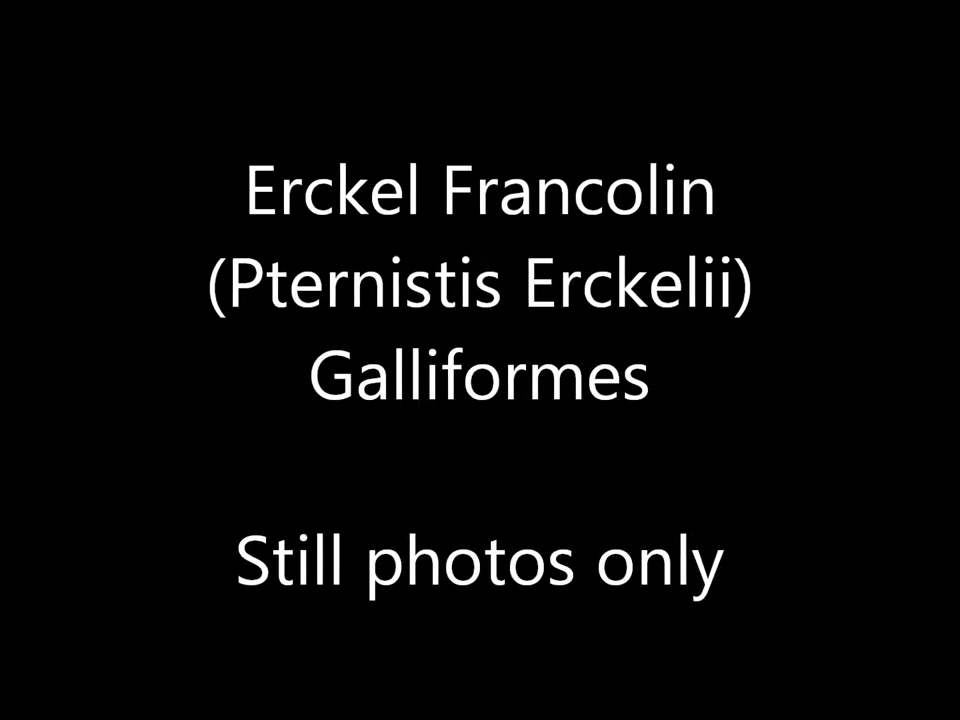 Erckel Francolin
(Pternistis Erckelii)
Galliformes
Still photos only